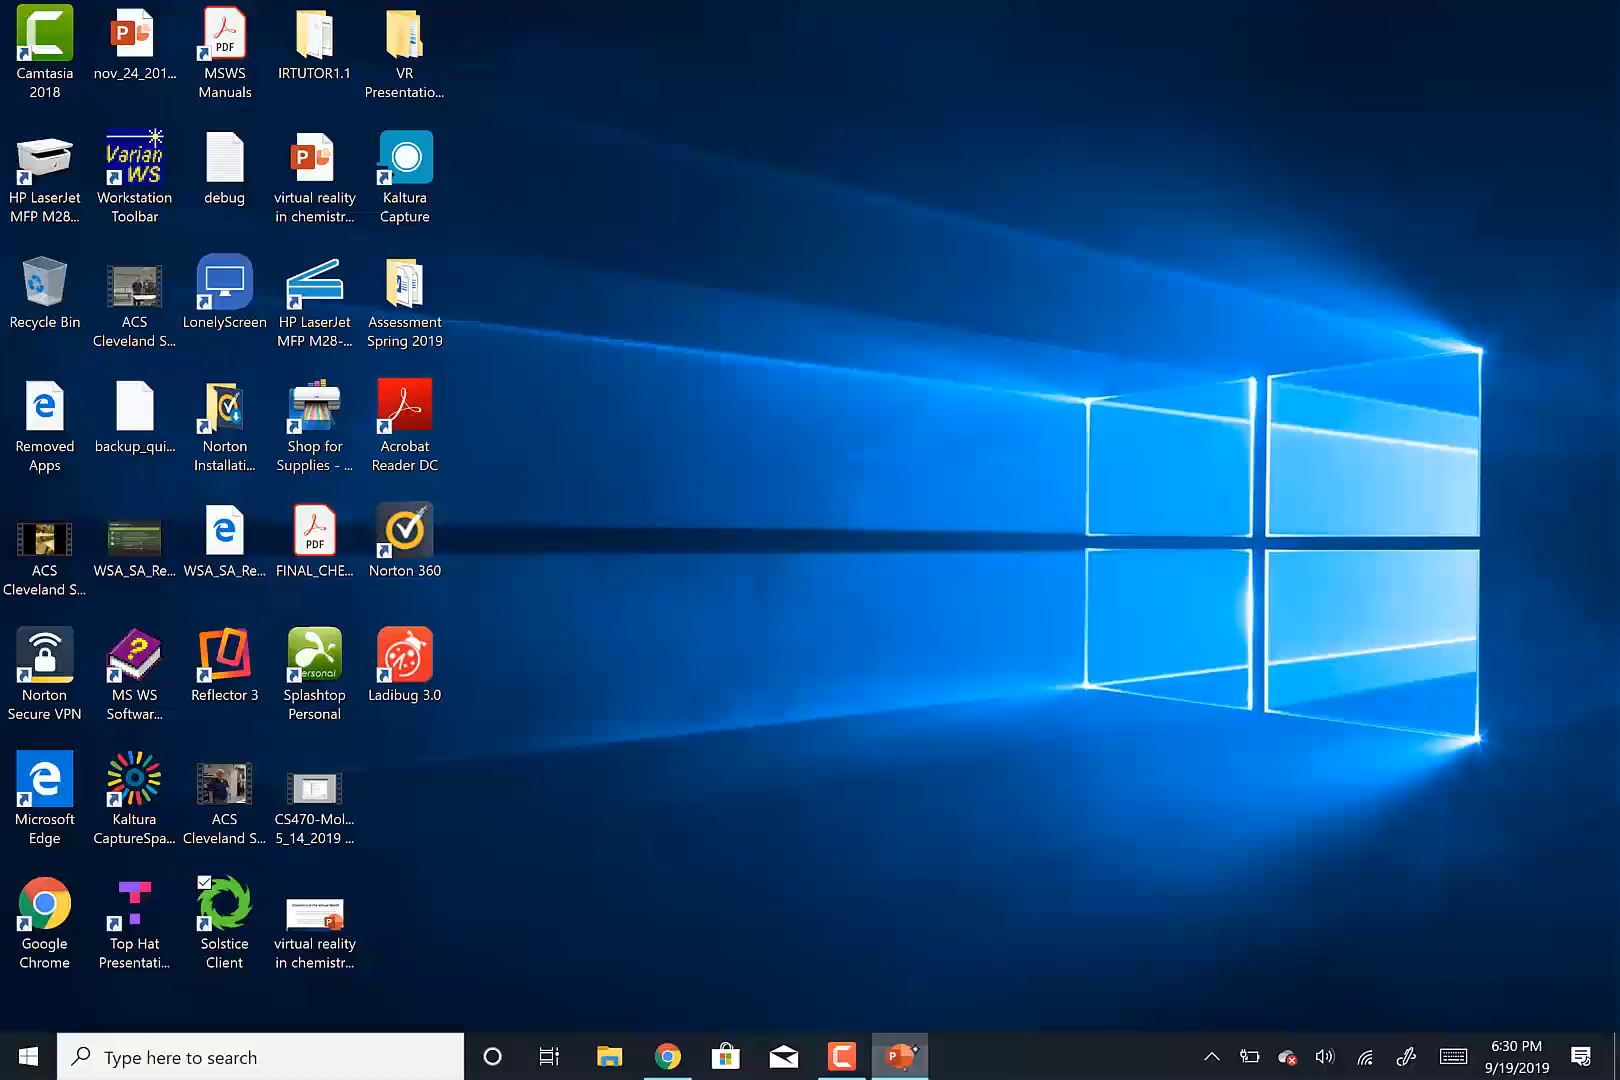 Camtasia
2018
nov_24_201...
MSWS
Manuals
IRTUTOR1.1
VR
Presentatio...
HP LaserJet
MFP M28...
Varian
WS
Workstation
Toolbar
debug
virtual reality
in chemistr...
Kaltura
Capture
Recycle Bin
ACS
Cleveland S...
LonelyScreen
HP LaserJet
MFP M28-...
Assessment
Spring 2019
Removed
Apps
backup_qui...
Norton
Installati...
Shop for
Supplies - ...
Acrobat
Reader DC
ACS
Cleveland S...
WSA_SA_Re...
WSA_SA_Re...
PDF
FINAL_CHE...
Norton 360
Norton
Secure VPN
MS WS
Softwar...
Reflector 3
Splashtop
Personal
Ladibug 3.0
Microsoft
Edge
Kaltura
CaptureSpa...
ACS
Cleveland S...
CS470-Mol...
5_14_2019 ...
Google
Chrome
Top Hat
Presentati...
Solstice
Client
virtual reality
in chemistr...
Type here to search
6:30 PM
9/19/2019